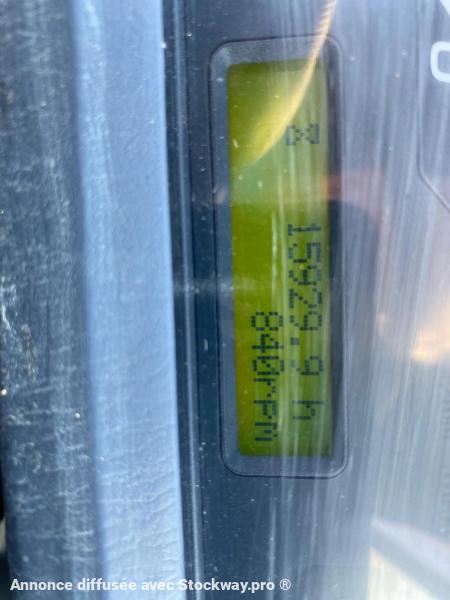 15929.9 h
840rpm
Annonce diffusée avec Stockway.pro ®